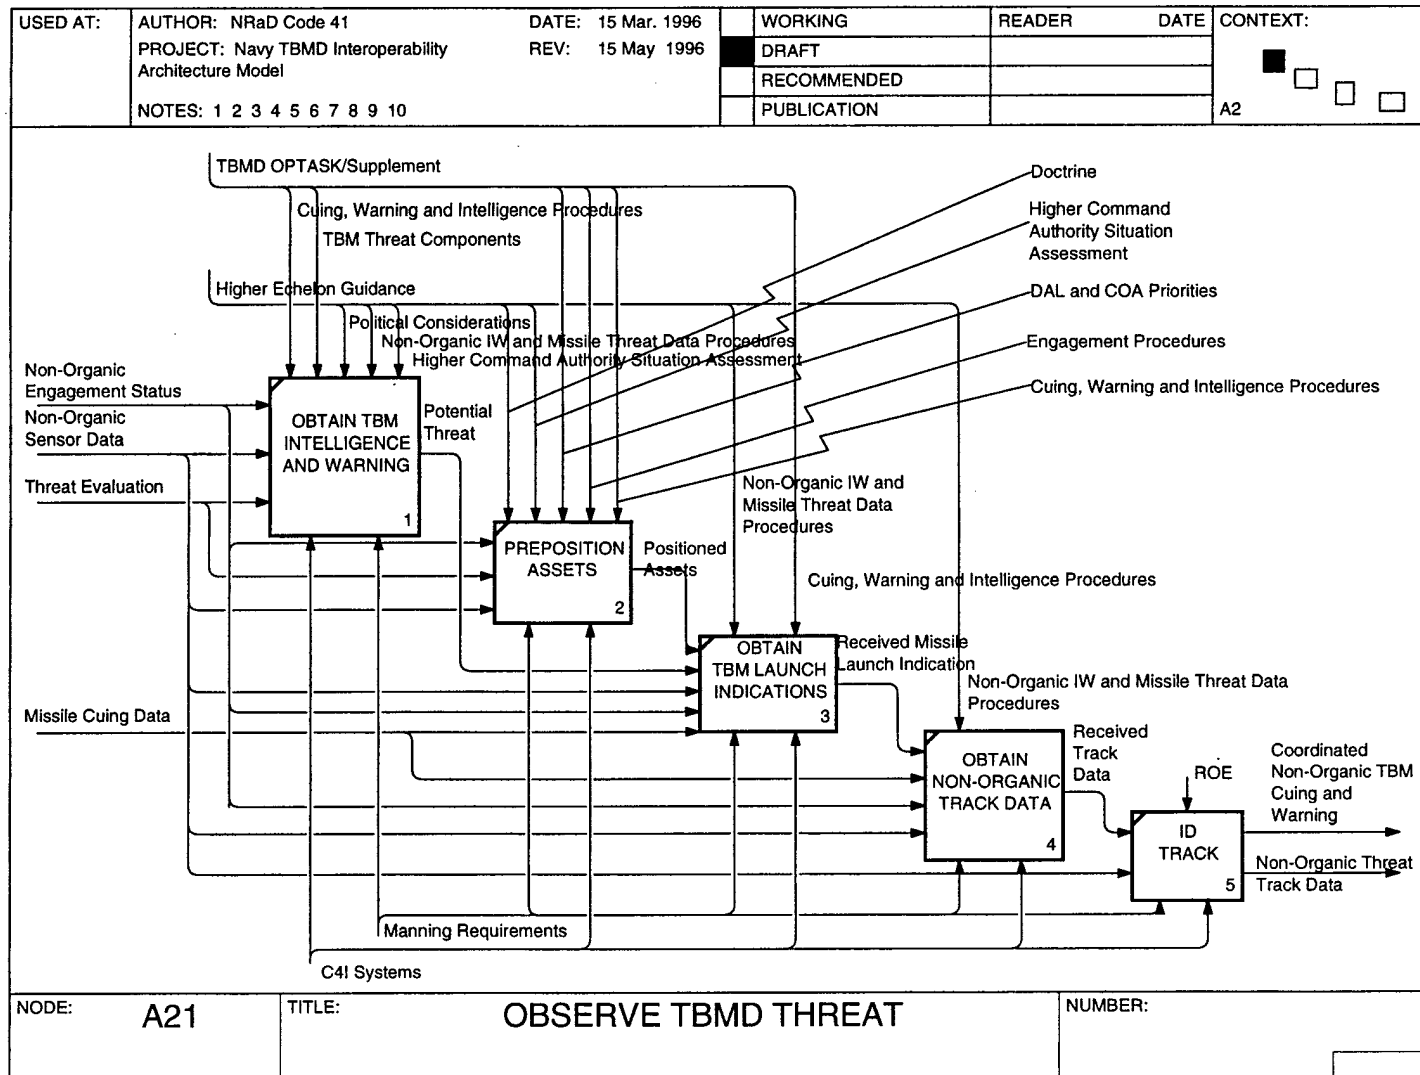 USED AT:
AUTHOR: NRaD Code 41
DATE: 15 Mar. 1996
PROJECT: Navy TBMD Interoperability
REV: 15 May 1996
Architecture Model
NOTES: 1 2 3 4 5 6 7 8 9 10
WORKING
DRAFT
RECOMMENDED
PUBLICATION
READER DATE
CONTEXT:
A2
TBMD OPTASK/Supplement
Cuing, Warning and Intelligence Procedures
TBM Threat Components
Higher Echelon Guidance
Political Considerations
Non-Organic IW and Missile Threat Data Procedures
Higher Command Authority Situation Assessment
Doctrine
Higher Command
Authority Situation
Assessment
DAL and COA Priorities
Engagement Procedures
Cuing, Warning and Intelligence Procedures
Non-Organic
Engagement Status
Non-Organic
Sensor Data
Threat Evaluation
OBTAIN TBM
INTELLIGENCE
AND WARNING
1
Potential
Threat
Non-Organic IW and
Missile Threat Data
Procedures
PREPOSITION
ASSETS
2
Positioned
Assets
Cuing, Warning and Intelligence Procedures
OBTAIN
TBM LAUNCH
INDICATIONS
3
Received Missile
Launch Indication
Non-Organic IW and Missile Threat Data
Procedures
Missile Cuing Data
OBTAIN
NON-ORGANIC
TRACK DATA
4
Received
Track
Data
ROE
Coordinated
Non-Organic TBM
Cuing and
Warning
ID
TRACK
5
Non-Organic Threat
Track Data
Manning Requirements
C4I Systems
NODE:
A21
TITLE:
OBSERVE TBMD THREAT
NUMBER: